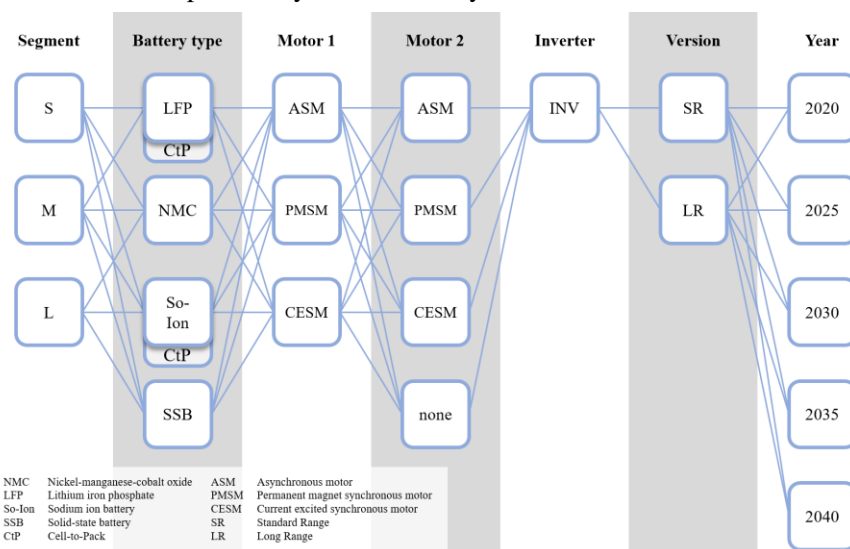 Segment Battery type Motor 1 Motor 2 Inverter Version Year
S LFP ASM ASM INV SR 2020
CtP
M NMC PMSM PMSM LR 2025
L So-Ion CESM CESM 2030
CtP
SSB none 2035
2040
NMC Nickel-manganese-cobalt oxide ASM Asynchronous motor
LFP Lithium iron phosphate PMSM Permanent magnet synchronous motor
So-Ion Sodium ion battery CESM Current excited synchronous motor
SSB Solid-state battery SR Standard Range
CtP Cell-to-Pack LR Long Range